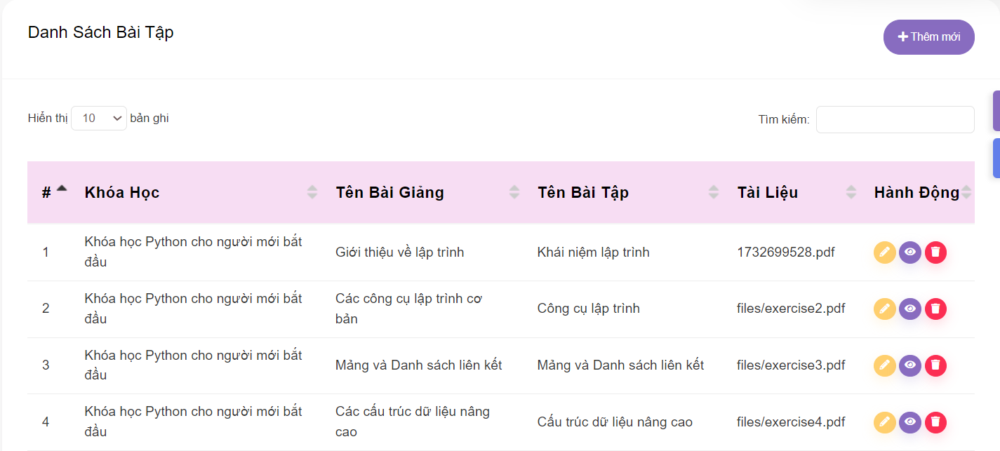 Danh Sách Bài Tập
Thêm mới
Hiển thị 10 bản ghi
Tìm kiếm:
# Khóa Học Tên Bài Giảng Tên Bài Tập Tài Liệu Hành Động
1 Khóa học Python cho người mới bắt đầu Giới thiệu về lập trình Khái niệm lập trình 1732699528.pdf
2 Khóa học Python cho người mới bắt đầu Các công cụ lập trình cơ bản Công cụ lập trình files/exercise2.pdf
3 Khóa học Python cho người mới bắt đầu Mảng và Danh sách liên kết Mảng và Danh sách liên kết files/exercise3.pdf
4 Khóa học Python cho người mới bắt đầu Các cấu trúc dữ liệu nâng cao Cấu trúc dữ liệu nâng cao files/exercise4.pdf